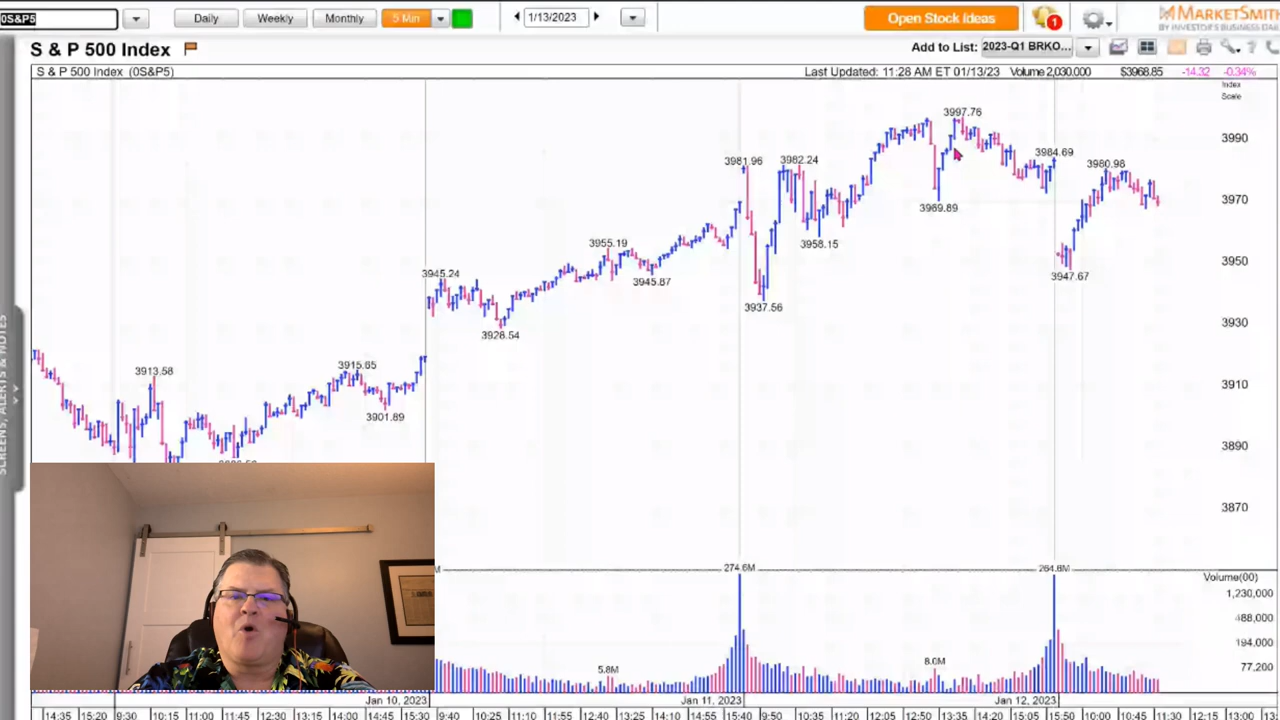 0S&P5
Daily
Weekly
Monthly
5 Min
1/13/2023
Open Stock Ideas
1
MARKETSMITH
BY INVESTOR'S BUSINESS DAIL
S & P 500 Index
Add to List:
2023-Q1 BRKO...
S & P 500 Index (0S&P5)
Last Updated: 11:28 AM ET 01/13/23
Volume 2,030,000
$3968.85
-14.32
-0.34%
Index
Scale
3997.76
3990
3981.96
3982.24
3984.69
3980.98
3970
3969.89
3958.15
3955.19
3950
3945.24
3945.87
3947.67
3937.56
3928.54
3930
3913.58
3915.65
3910
3901.89
3890
3870
SCREENS, ALERTS & NOTES
274.6M
264.8M
Volume(00)
1,230,000
488,000
194,000
77,200
5.8M
8.0M
Jan 10, 2023
Jan 11, 2023
Jan 12, 2023
14:35 15:20 9:30 10:15 11:00 11:45 12:30 13:15 14:00 14:45 15:30 9:40 10:25 11:10 11:55 12:40 13:25 14:10 14:55 15:40 9:50 10:35 11:20 12:05 12:50 13:35 14:20 15:05 15:50 10:00 10:45 11:30 12:15 13:00